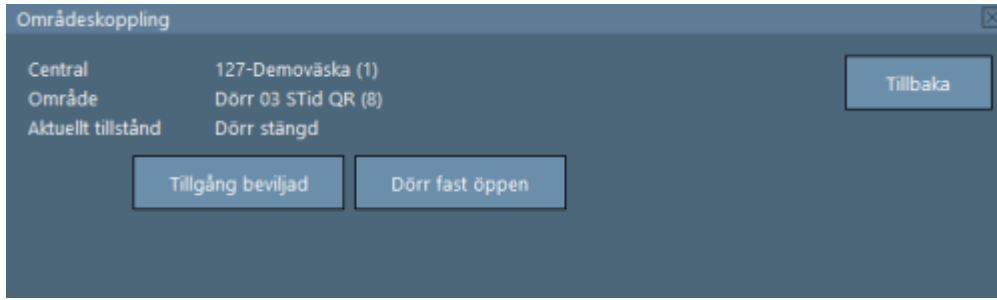 Områdeskoppling
Central 127-Demoväska (1)
Tillbaka
Område Dörr 03 STid QR (8)
Aktuellt tillstånd Dörr stängd
Tillgång beviljad Dörr fast öppen